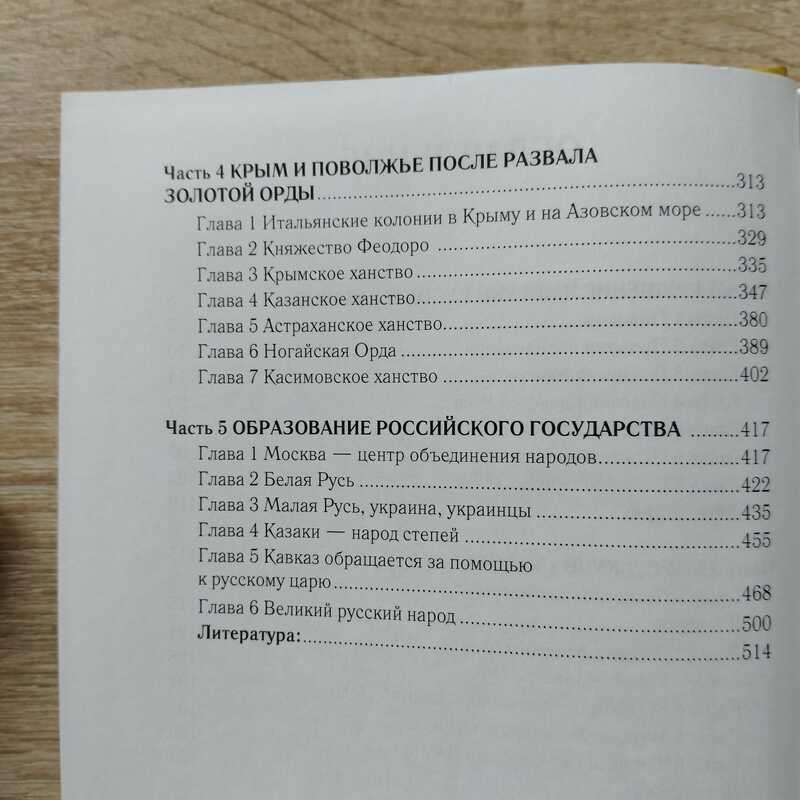 Часть 4 КРЫМ И ПОВОЛЖЬЕ ПОСЛЕ РАЗВАЛА
ЗОЛОТОЙ ОРДЫ........313
Глава 1 Итальянские колонии в Крыму и на Азовском море ......313
Глава 2 Княжество Феодоро ........329
Глава 3 Крымское ханство ........335
Глава 4 Казанское ханство........347
Глава 5 Астраханское ханство........380
Глава 6 Ногайская Орда ........389
Глава 7 Касимовское ханство ........402
Часть 5 ОБРАЗОВАНИЕ РОССИЙСКОГО ГОСУДАРСТВА ........417
Глава 1 Москва — центр объединения народов........417
Глава 2 Белая Русь ........422
Глава 3 Малая Русь, украина, украинцы ........435
Глава 4 Казаки — народ степей ........455
Глава 5 Кавказ обращается за помощью
к русскому царю........468
Глава 6 Великий русский народ ........500
Литература:........514